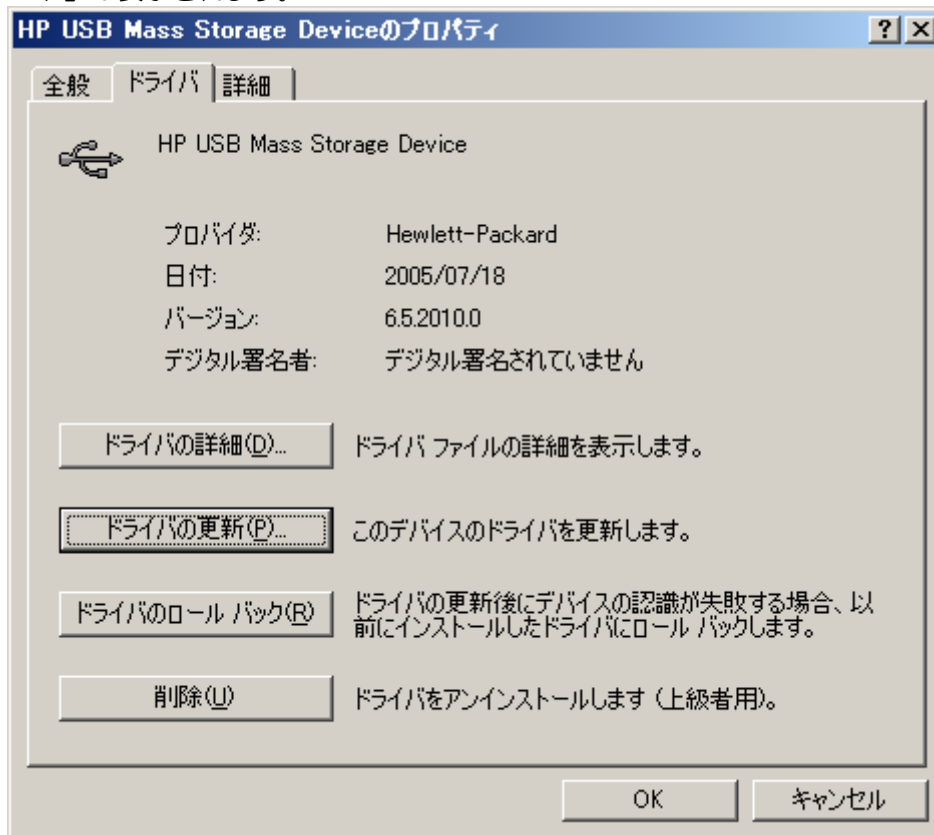 HP USB Mass Storage Deviceのプロパティ
全般 ドライバ 詳細
HP USB Mass Storage Device
プロバイダ: Hewlett-Packard
日付: 2005/07/18
バージョン: 6.5.2010.0
デジタル署名者: デジタル署名されていません
ドライバの詳細(D)... ドライバ ファイルの詳細を表示します。
ドライバの更新(P)... このデバイスのドライバを更新します。
ドライバのロール バック(R) ドライバの更新後にデバイスの認識が失敗する場合、以
前にインストールしたドライバにロール バックします。
削除(U) ドライバをアンインストールします (上級者用)。
OK キャンセル